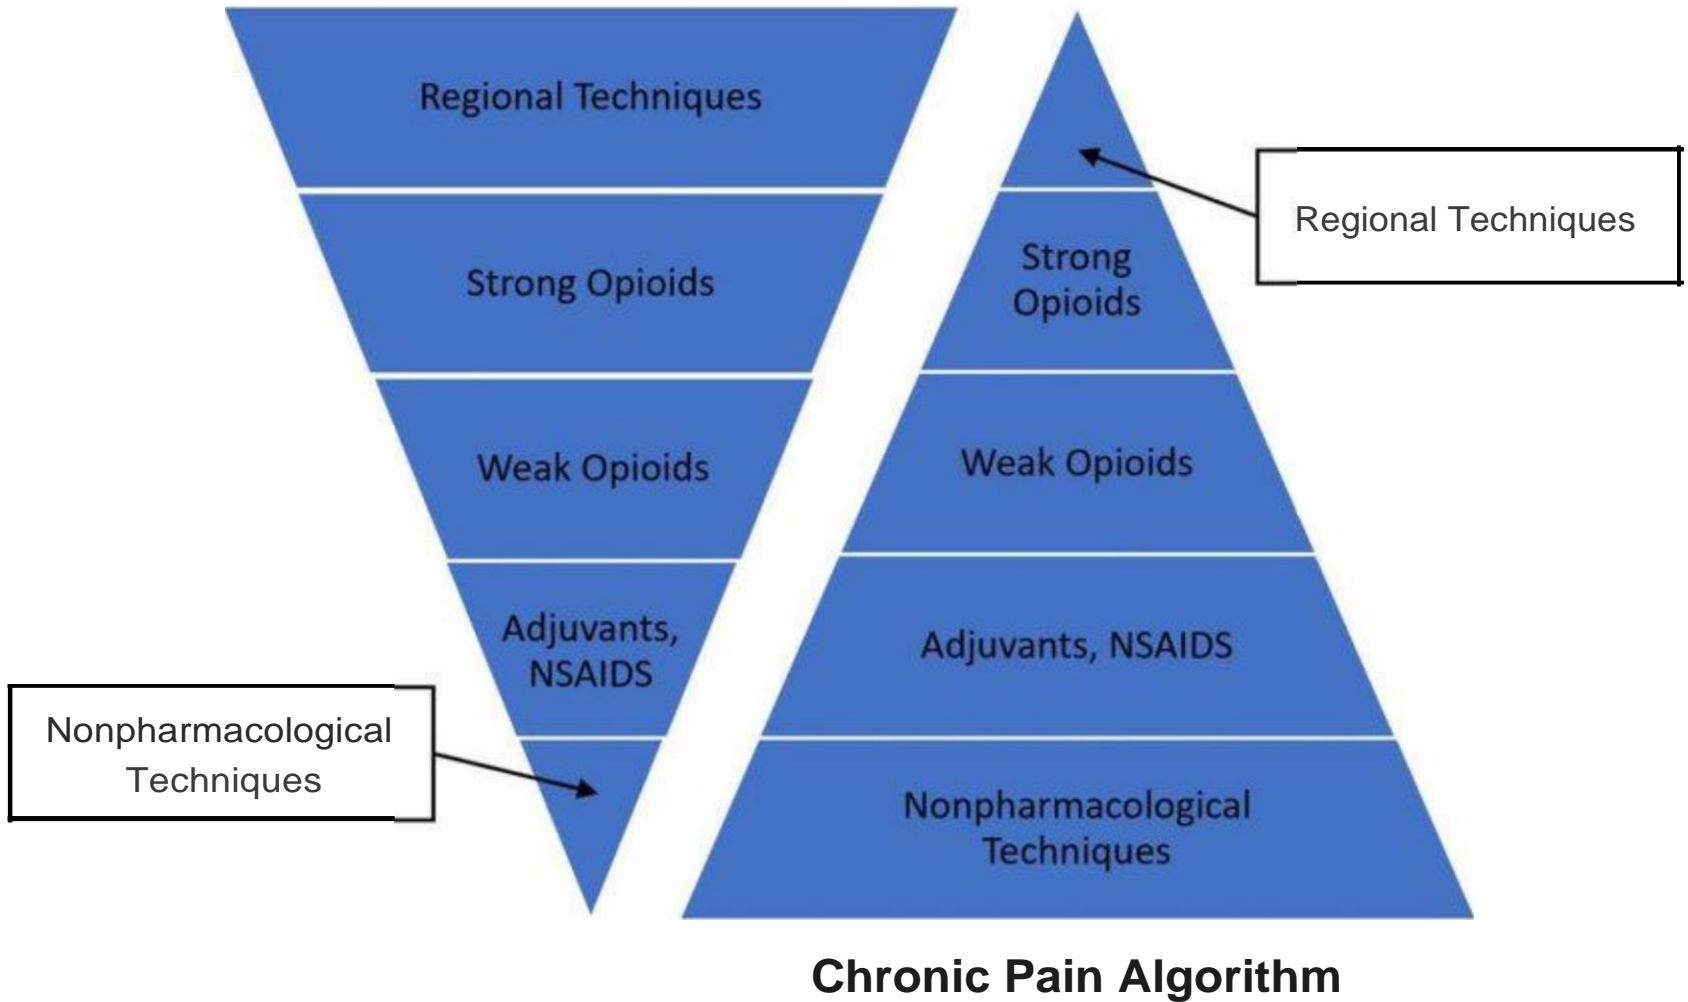 Regional Techniques
Strong Opioids
Weak Opioids
Adjuvants,
NSAIDS
Nonpharmacological
Techniques
Regional Techniques
Strong
Opioids
Weak Opioids
Adjuvants, NSAIDS
Nonpharmacological
Techniques
Chronic Pain Algorithm